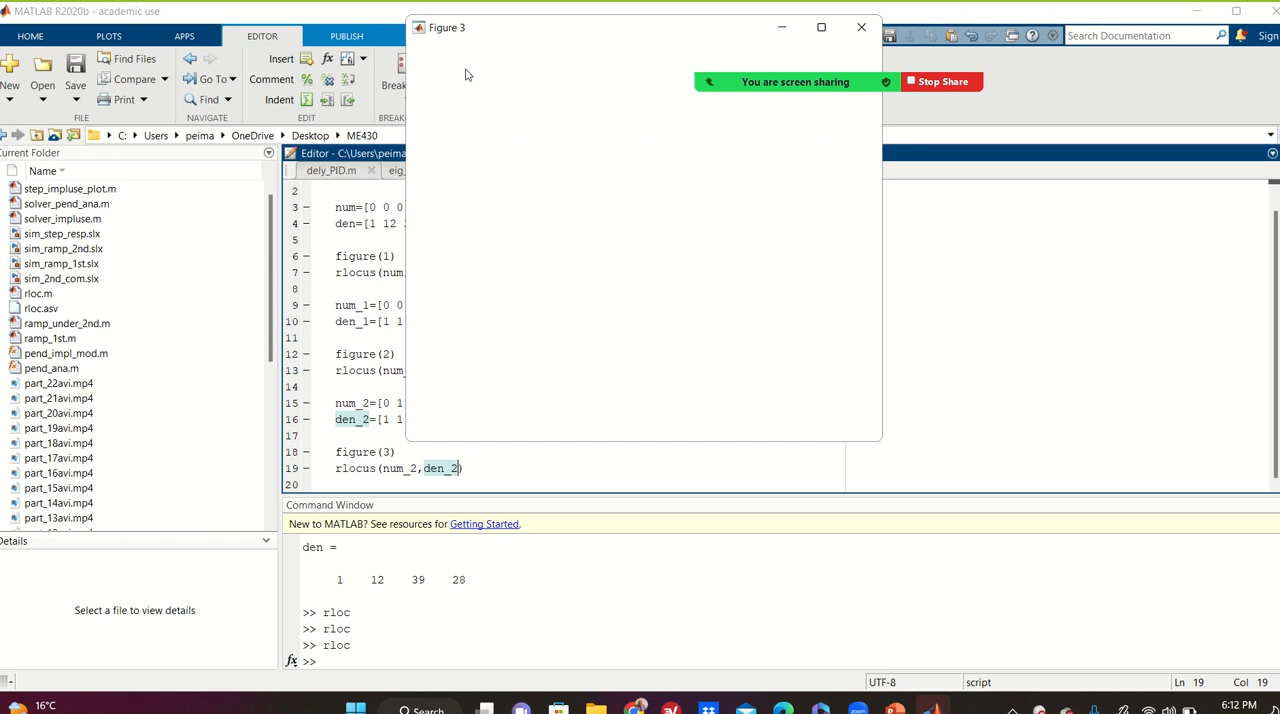 MATLAB R2020b - academic use
HOME PLOTS APPS EDITOR PUBLISH
Search Documentation
Sign
New Open Save
Find Files
Compare
Print
FILE
Go To
Find
NAVIGATE
Insert
Comment
Indent
EDIT
Break
BREAK
C: Users peima OneDrive Desktop ME430
Figure 3
You are screen sharing
Stop Share
urrent Folder
Name
step_impluse_plot.m
solver_pend_ana.m
solver_impluse.m
sim_step_resp.slx
sim_ramp_2nd.slx
sim_ramp_1st.slx
sim_2nd_com.slx
rloc.m
rloc.asv
ramp_under_2nd.m
ramp_1st.m
pend_impl_mod.m
pend_ana.m
part_22avi.mp4
part_21avi.mp4
part_20avi.mp4
part_19avi.mp4
part_18avi.mp4
part_17avi.mp4
part_16avi.mp4
part_15avi.mp4
part_14avi.mp4
part_13avi.mp4
Details
Select a file to view details
Editor - C:\Users\peima
dely_PID.m eig_
2
3 num=[0 0 0
4 den=[1 12
5
6 figure(1)
7 rlocus(num,
8
9 num_1=[0 0
10 den_1=[1 1
11
12 figure(2)
13 rlocus(num_
14
15 num_2=[0 1
16 den_2=[1 1
17
18 figure(3)
19 rlocus(num_2,den_2)
20
Command Window
New to MATLAB? See resources for Getting Started.
den =
1 12 39 28
>> rloc
>> rloc
>> rloc
fx >>
UTF-8 script Ln 19 Col 19
16°C
Search
zoom
6:12 PM